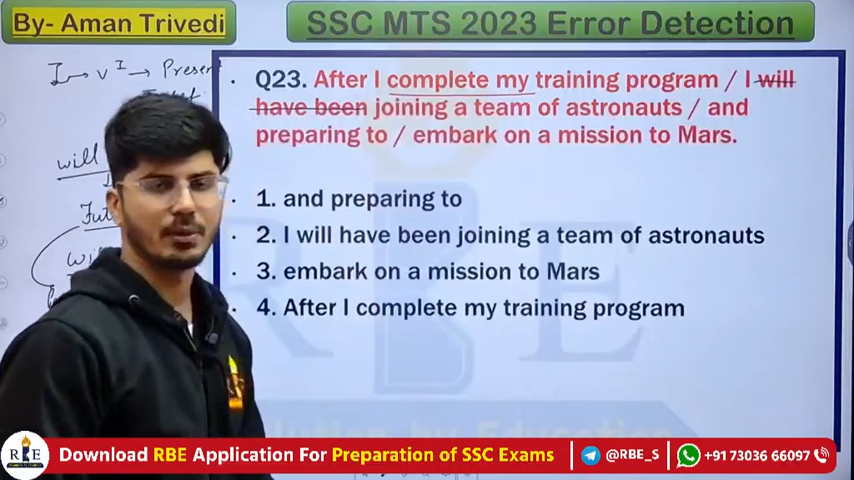 By- Aman Trivedi
SSC MTS 2023 Error Detection
I → v I → Present
will
Q23. After I complete my training program / I will
have been joining a team of astronauts / and
preparing to / embark on a mission to Mars.
1. and preparing to
2. I will have been joining a team of astronauts
3. embark on a mission to Mars
4. After I complete my training program
RBE
Download RBE Application For Preparation of SSC Exams
@RBE_S
+91 73036 66097